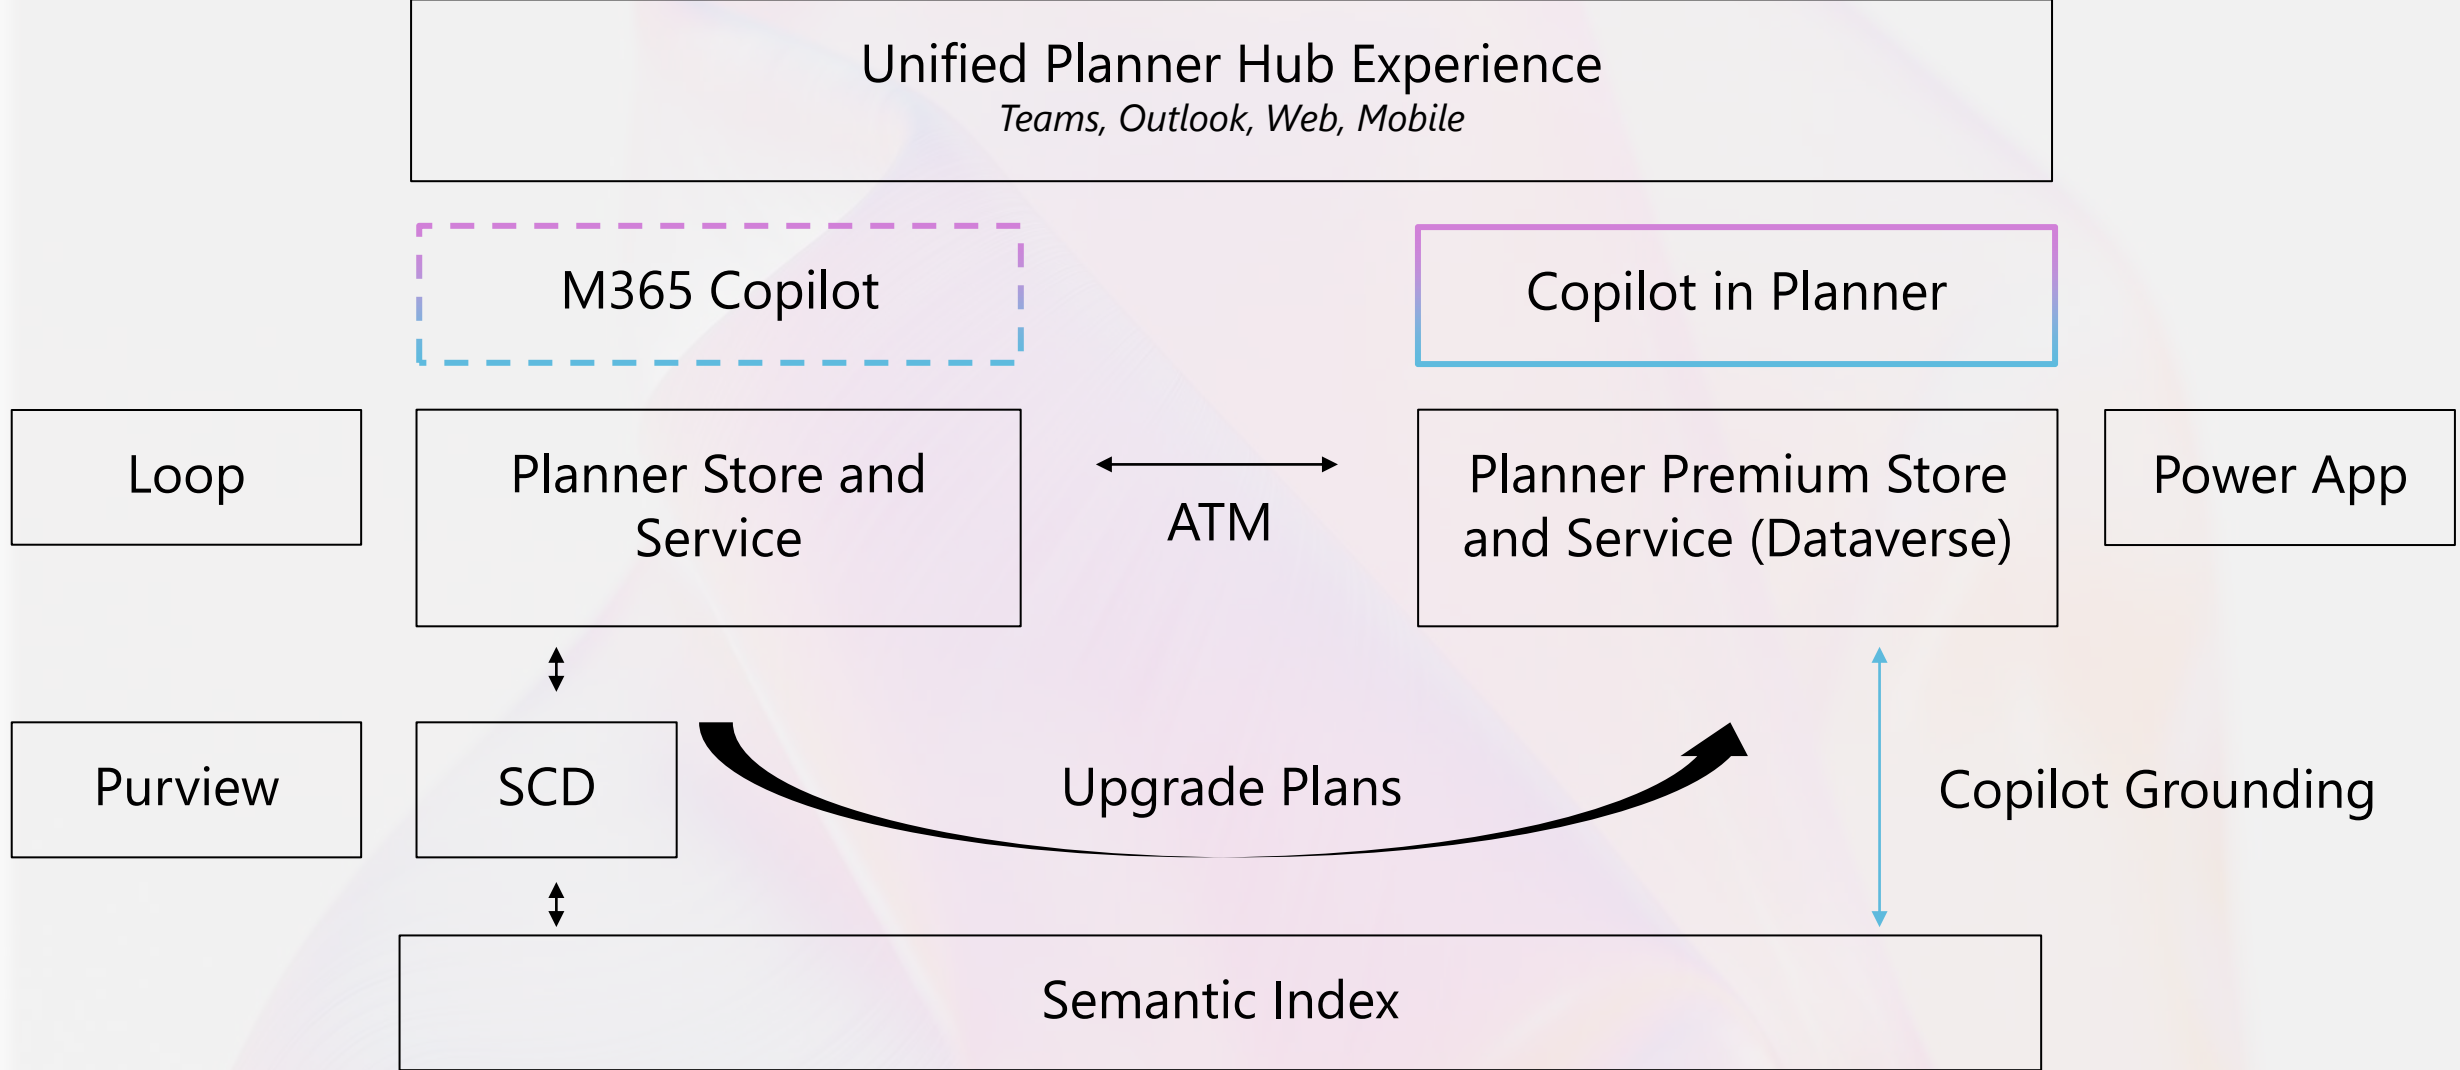 Unified Planner Hub Experience
Teams, Outlook, Web, Mobile
M365 Copilot
Copilot in Planner
Loop
Planner Store and
Service
ATM
Planner Premium Store
and Service (Dataverse)
Power App
Purview
SCD
Upgrade Plans
Copilot Grounding
Semantic Index